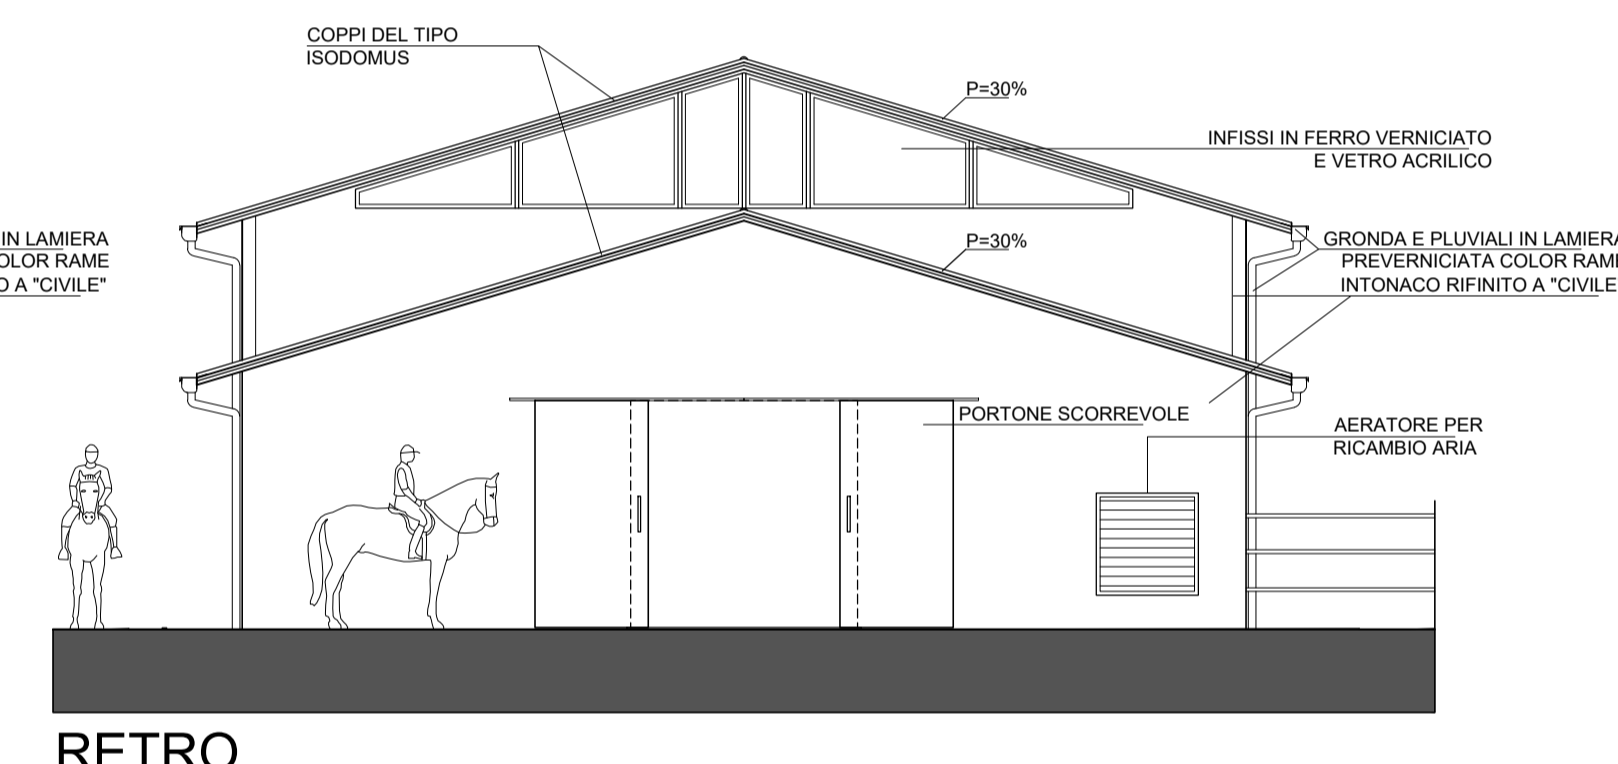 COPPI DEL TIPO
ISODOMUS
P=30%
INFISSI IN FERRO VERNICIATO
E VETRO ACRILICO
IN LAMIERA
COLOR RAME
O A "CIVILE"
P=30%
GRONDA E PLUVIALI IN LAMIERA
PREVERNICIATA COLOR RAME
INTONACO RIFINITO A "CIVILE
PORTONE SCORREVOLE
AERATORE PER
RICAMBIO ARIA
RETRO